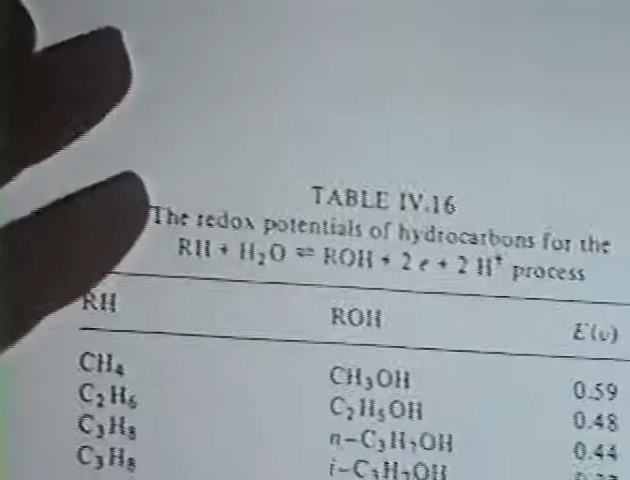 TABLE IV.16
The redox potentials of hydrocarbons for the
RH + H₂O ⇌ ROH + 2 e + 2 H⁺ process
RH ROH E(v)
CH₄ CH₃OH 0.59
C₂H₆ C₂H₅OH 0.48
C₃H₈ n–C₃H₇OH 0.44
C₃H₈ i–C₃H₇OH